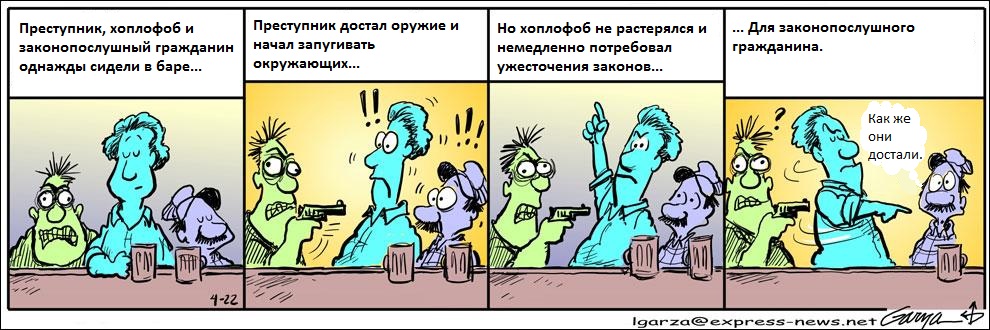 Преступник, хоплофоб и
законопослушный гражданин
однажды сидели в баре...
Преступник достал оружие и
начал запугивать
окружающих...
!! !!!
Но хоплофоб не растерялся и
немедленно потребовал
ужесточения законов...
... Для законопослушного
гражданина.
?
Как же
они
достали.
4-22
lgarza@express-news.net
Garza